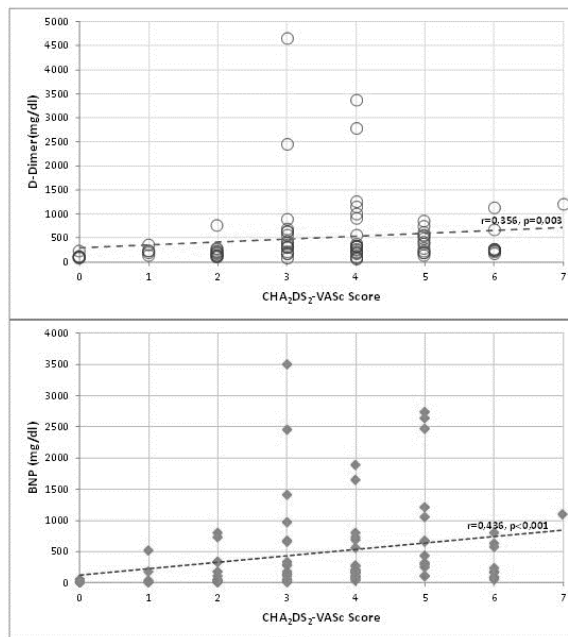 5000
4500
4000
3500
3000
2500
2000
1500
1000
500
0
D-Dimer(mg/dl)
r=0,356, p=0,003
0 1 2 3 4 5 6 7
CHA₂DS₂-VASc Score
4000
3500
3000
2500
2000
1500
1000
500
0
BNP (mg/dl)
r=0,436, p<0,001
0 1 2 3 4 5 6 7
CHA₂DS₂-VASc Score